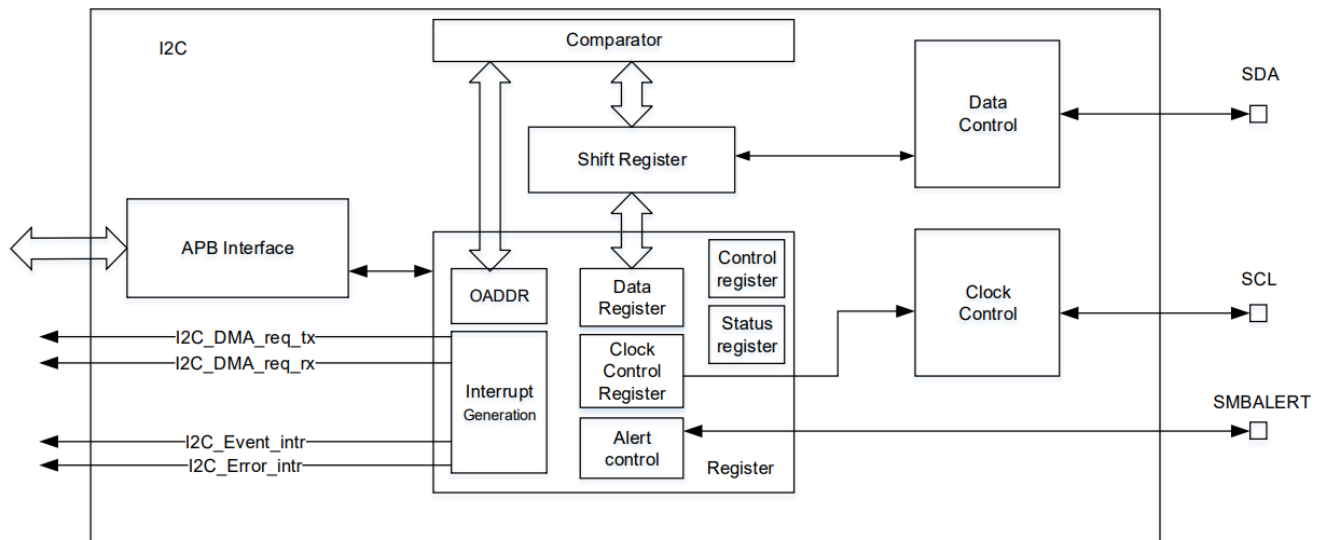 I2C
Comparator
SDA
Data
Control
Shift Register
APB Interface
Control
register
OADDR
Data
Register
SCL
Clock
Control
Status
register
I2C_DMA_req_tx
I2C_DMA_req_rx
Clock
Control
Register
Interrupt
Generation
SMBALERT
I2C_Event_intr
I2C_Error_intr
Alert
control
Register